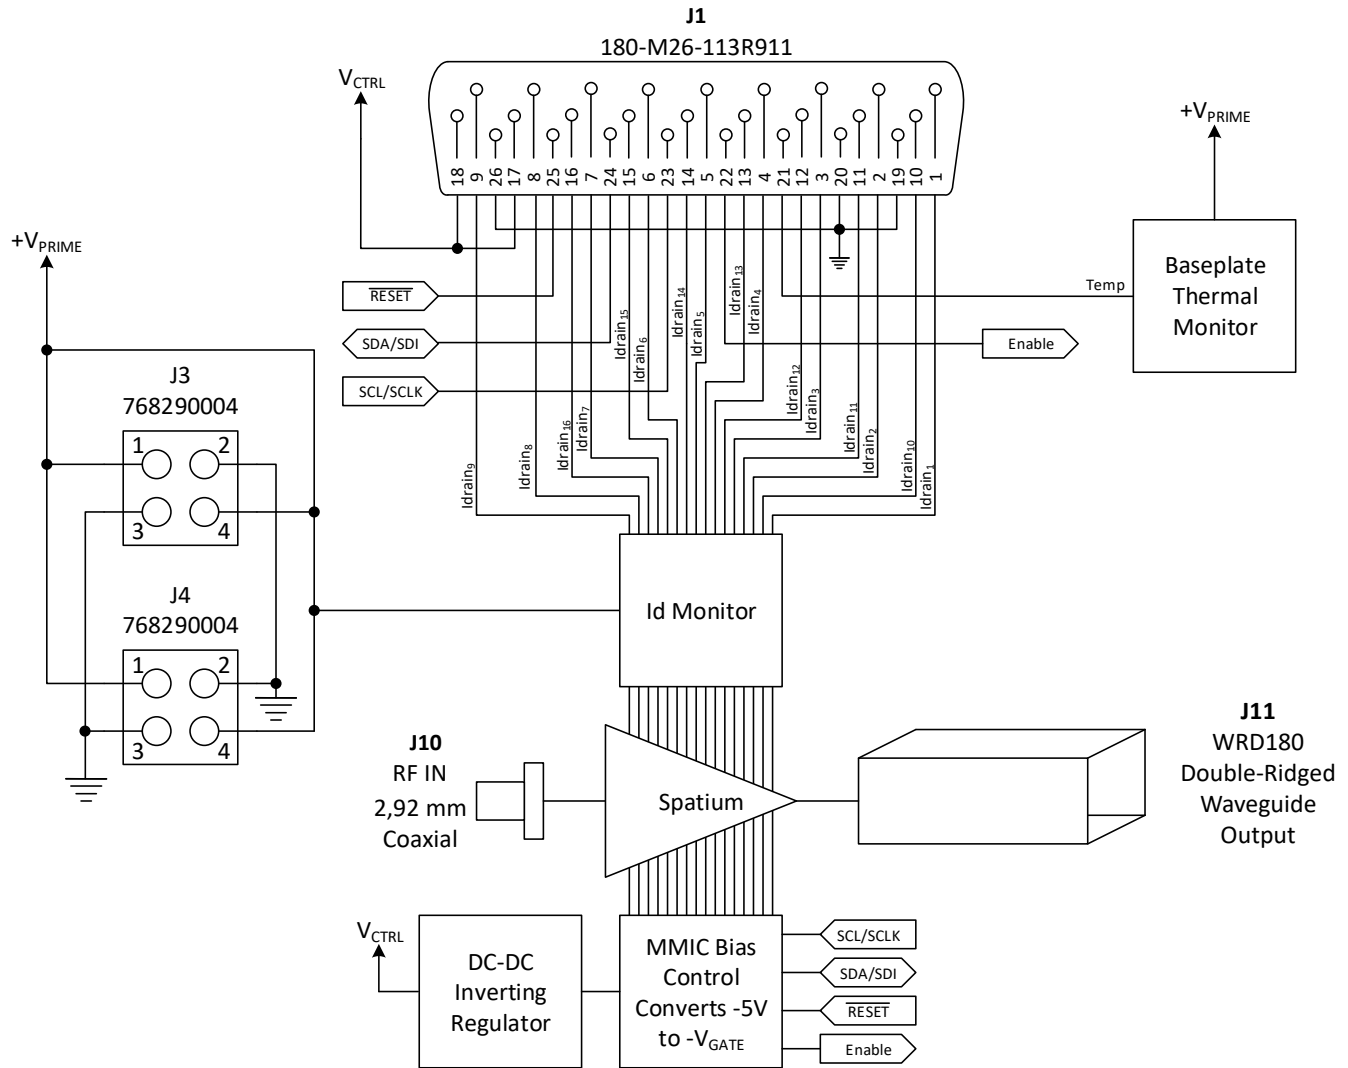 J1
180-M26-113R911
VCTRL
18 9 26 17 8 25 16 7 24 15 6 23 14 5 22 13 4 21 12 3 20 11 2 19 10 1
+VPRIME
Baseplate
Thermal
Monitor
Temp
+VPRIME
RESET
SDA/SDI
SCL/SCLK
Enable
Idrain9
Idrain8
Idrain16
Idrain7
Idrain15
Idrain6
Idrain14
Idrain5
Idrain13
Idrain4
Idrain12
Idrain3
Idrain11
Idrain2
Idrain10
Idrain1
J3
768290004
1 2
3 4
J4
768290004
1 2
3 4
Id Monitor
J10
RF IN
2,92 mm
Coaxial
Spatium
J11
WRD180
Double-Ridged
Waveguide
Output
VCTRL
DC-DC
Inverting
Regulator
MMIC Bias
Control
Converts -5V
to -VGATE
SCL/SCLK
SDA/SDI
RESET
Enable